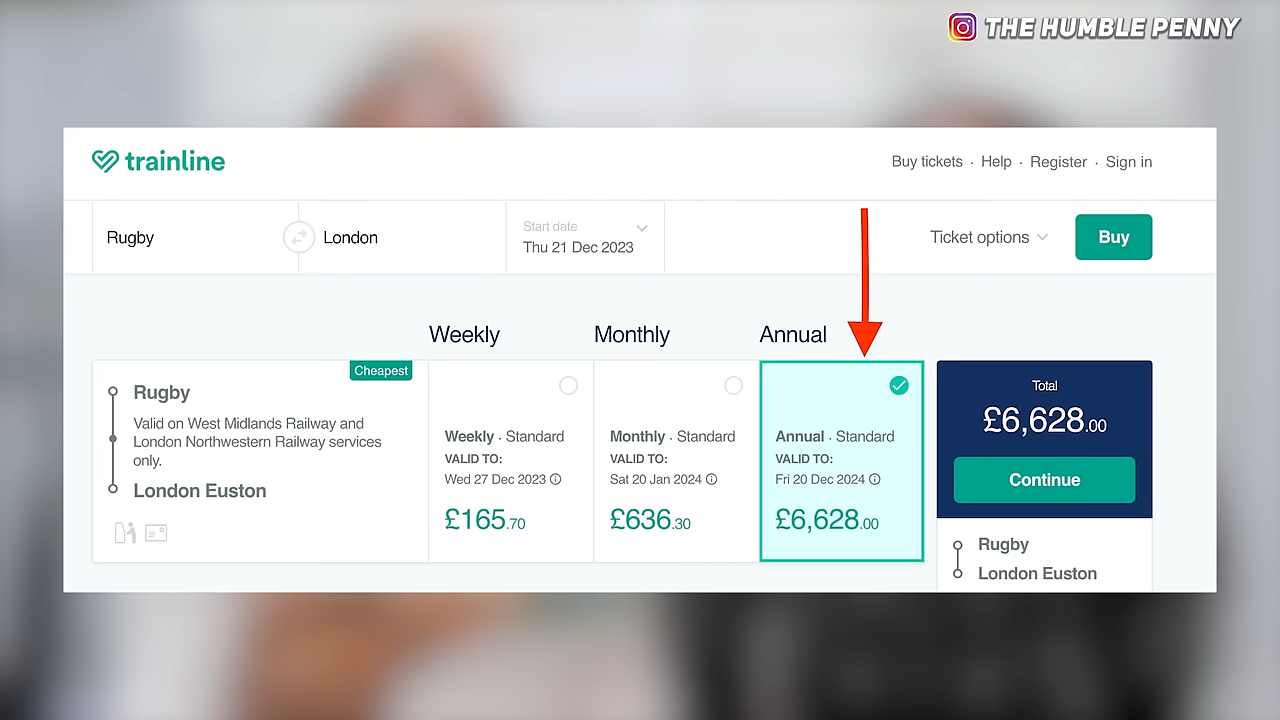 THE HUMBLE PENNY
trainline
Buy tickets · Help · Register · Sign in
Rugby
London
Start date
Thu 21 Dec 2023
Ticket options
Buy
Weekly
Monthly
Annual
Cheapest
Rugby
Valid on West Midlands Railway and
London Northwestern Railway services
only.
London Euston
Weekly · Standard
VALID TO:
Wed 27 Dec 2023
£165.70
Monthly · Standard
VALID TO:
Sat 20 Jan 2024
£636.30
Annual · Standard
VALID TO:
Fri 20 Dec 2024
£6,628.00
Total
£6,628.00
Continue
Rugby
London Euston